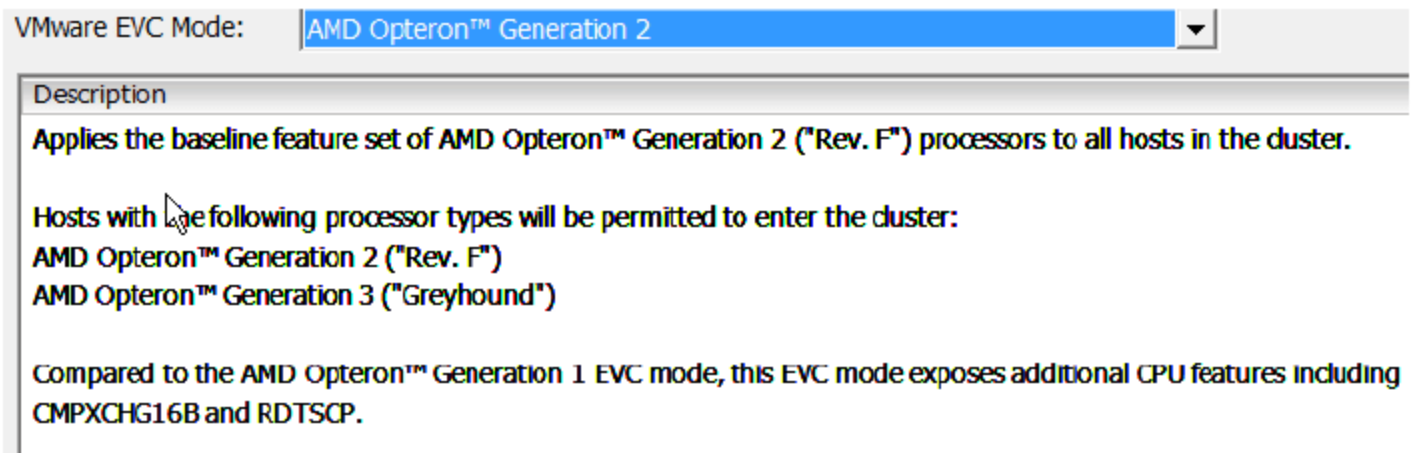 VMware EVC Mode: AMD Opteron™ Generation 2
Description
Applies the baseline feature set of AMD Opteron™ Generation 2 ("Rev. F") processors to all hosts in the cluster.
Hosts with the following processor types will be permitted to enter the cluster:
AMD Opteron™ Generation 2 ("Rev. F")
AMD Opteron™ Generation 3 ("Greyhound")
Compared to the AMD Opteron™ Generation 1 EVC mode, this EVC mode exposes additional CPU features including
CMPXCHG16B and RDTSCP.